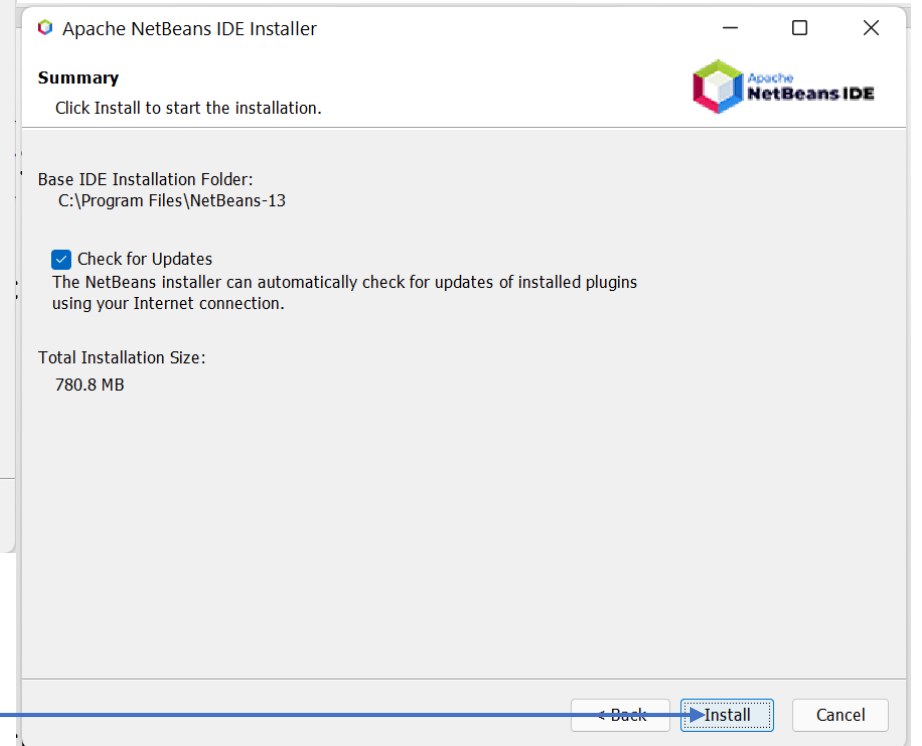 Apache NetBeans IDE Installer
Summary
Click Install to start the installation.
Apache
NetBeans IDE
Base IDE Installation Folder:
C:\Program Files\NetBeans-13
Check for Updates
The NetBeans installer can automatically check for updates of installed plugins
using your Internet connection.
Total Installation Size:
780.8 MB
< Back Install Cancel